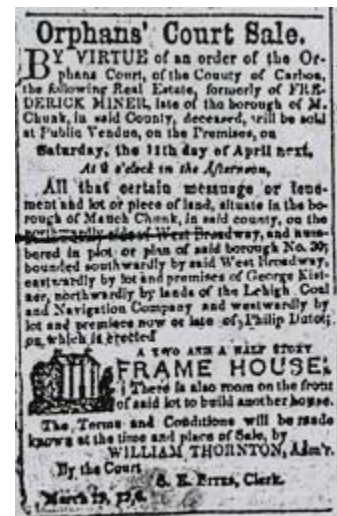 Orphans' Court Sale.
BY VIRTUE of an order of the Or-
phans Court, of the County of Carbon,
the following Real Estate, formerly of FRE-
DERICK MINER, late of the borough of M.
Chunk, in said County, deceased, will be sold
at Public Vendue, on the Premises, on
Saturday, the 11th day of April next,
At 2 o'clock in the Afternoon,
All that certain messuage or tene-
ment and lot or piece of land, situate in the bo-
rough of Mauch Chunk, in said county, on the
northwardly side of West Broadway, and num-
bered in plot or plan of said borough No. 30;
bounded southwardly by said West Broadway,
eastwardly by lot and premises of George Kist-
ner, northwardly by lands of the Lehigh Coal
and Navigation Company and westwardly by
lot and premises now or late of Philip Datot;
on which is erected
A TWO AND A HALF STORY
FRAME HOUSE;
There is also room on the front
of said lot to build another house.
The Terms and Conditions will be made
known at the time and place of Sale, by
WILLIAM THORNTON, Adm'r.
By the Court
S. E. Clerk.
March